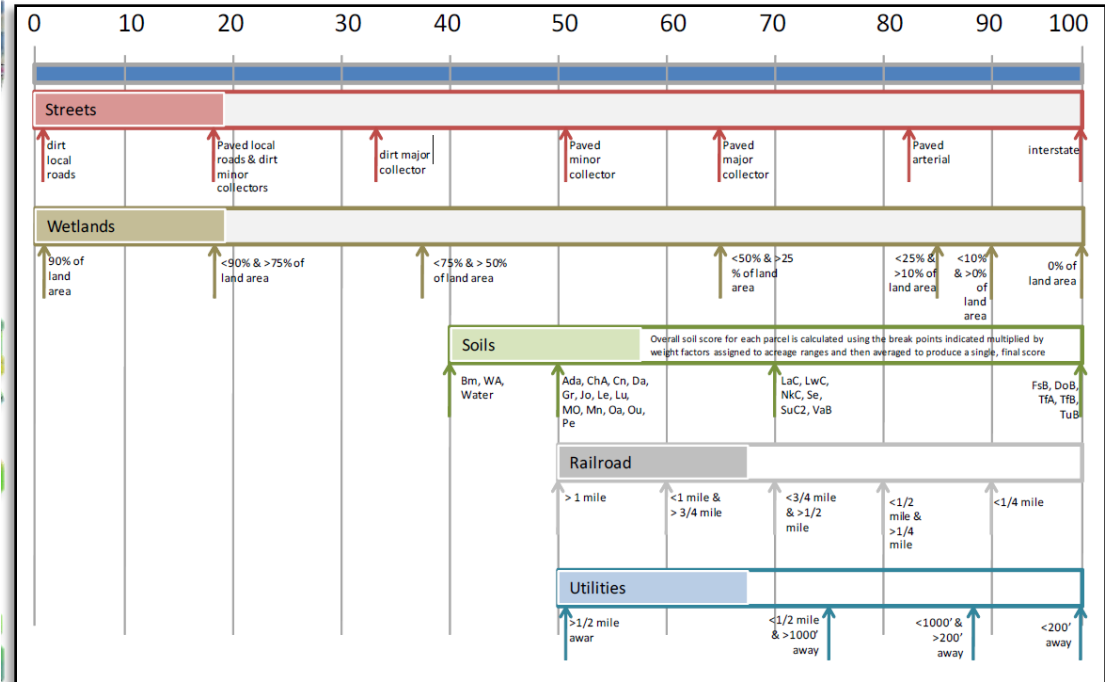 0 10 20 30 40 50 60 70 80 90 100
Streets
dirt
local
roads
Paved local
roads & dirt
minor
collectors
dirt major
collector
Paved
minor
collector
Paved
major
collector
Paved
arterial
interstate
Wetlands
90% of
land
area
<90% & >75% of
land area
<75% & > 50%
of land area
<50% & >25
% of land
area
<25% &
>10% of
land area
<10%
& >0%
of
land
area
0% of
land area
Soils
Overall soil score for each parcel is calculated using the break points indicated multiplied by
weight factors assigned to acreage ranges and then averaged to produce a single, final score
Bm, WA,
Water
Ada, ChA, Cn, Da,
Gr, Jo, Le, Lu,
MO, Mn, Oa, Ou,
Pe
LaC, LwC,
NkC, Se,
SuC2, VaB
FsB, DoB,
TfA, TfB,
TuB
Railroad
> 1 mile
<1 mile &
> 3/4 mile
<3/4 mile
& >1/2
mile
<1/2
mile &
>1/4
mile
<1/4 mile
Utilities
>1/2 mile
awar
<1/2 mile
& >1000'
away
<1000' &
>200'
away
<200'
away